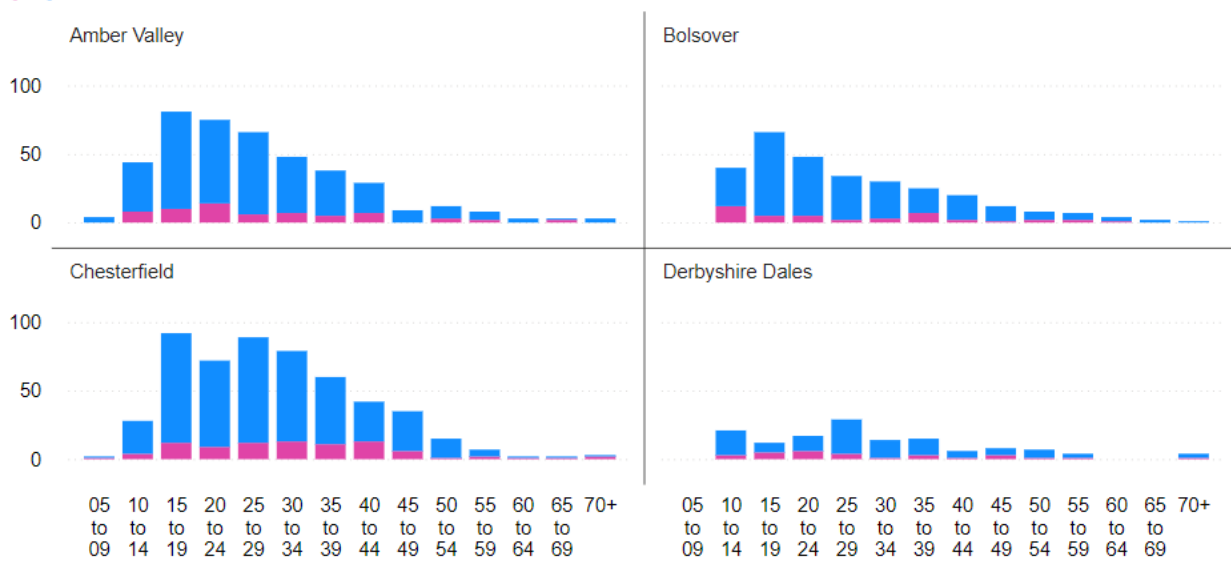 Amber Valley
Bolsover
100
50
0
Chesterfield
Derbyshire Dales
100
50
0
05 10 15 20 25 30 35 40 45 50 55 60 65 70+ 05 10 15 20 25 30 35 40 45 50 55 60 65 70+
to to to to to to to to to to to to to to to to to to to to to to to to to to
09 14 19 24 29 34 39 44 49 54 59 64 69 09 14 19 24 29 34 39 44 49 54 59 64 69